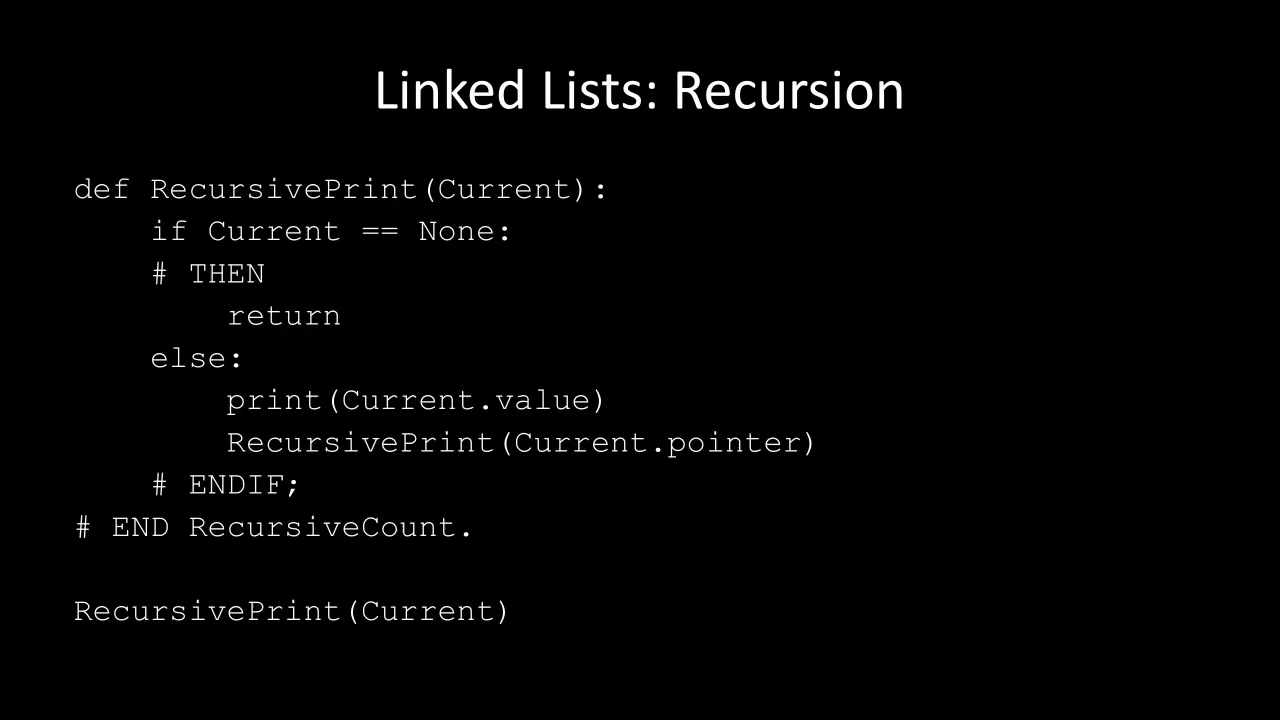 Linked Lists: Recursion
def RecursivePrint(Current):
    if Current == None:
    # THEN
        return
    else:
        print(Current.value)
        RecursivePrint(Current.pointer)
    # ENDIF;
# END RecursiveCount.
RecursivePrint(Current)